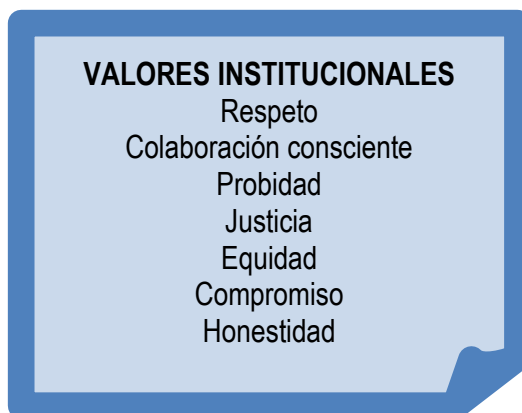 VALORES INSTITUCIONALES
Respeto
Colaboración consciente
Probidad
Justicia
Equidad
Compromiso
Honestidad